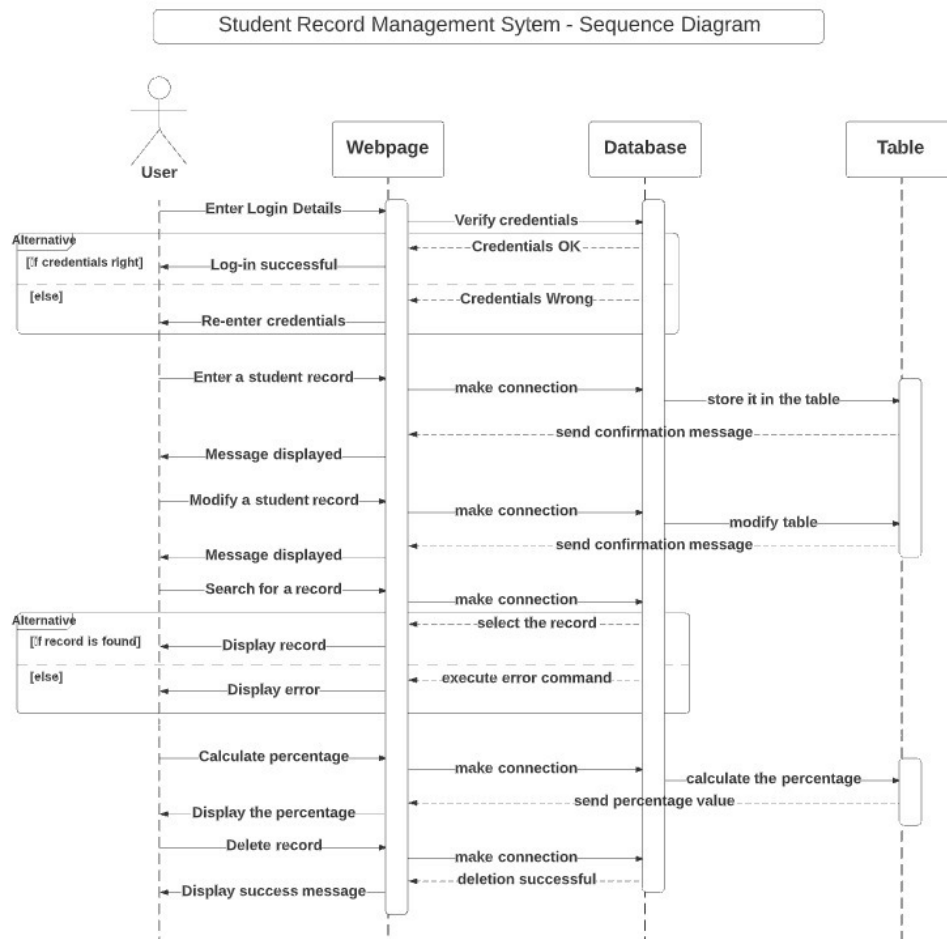 Student Record Management Sytem - Sequence Diagram
User
Webpage
Database
Table
Enter Login Details
Verify credentials
Alternative
Credentials OK
[If credentials right]
Log-in successful
[else]
Credentials Wrong
Re-enter credentials
Enter a student record
make connection
store it in the table
send confirmation message
Message displayed
Modify a student record
make connection
modify table
send confirmation message
Message displayed
Search for a record
make connection
Alternative
select the record
[If record is found]
Display record
[else]
execute error command
Display error
Calculate percentage
make connection
calculate the percentage
send percentage value
Display the percentage
Delete record
make connection
deletion successful
Display success message